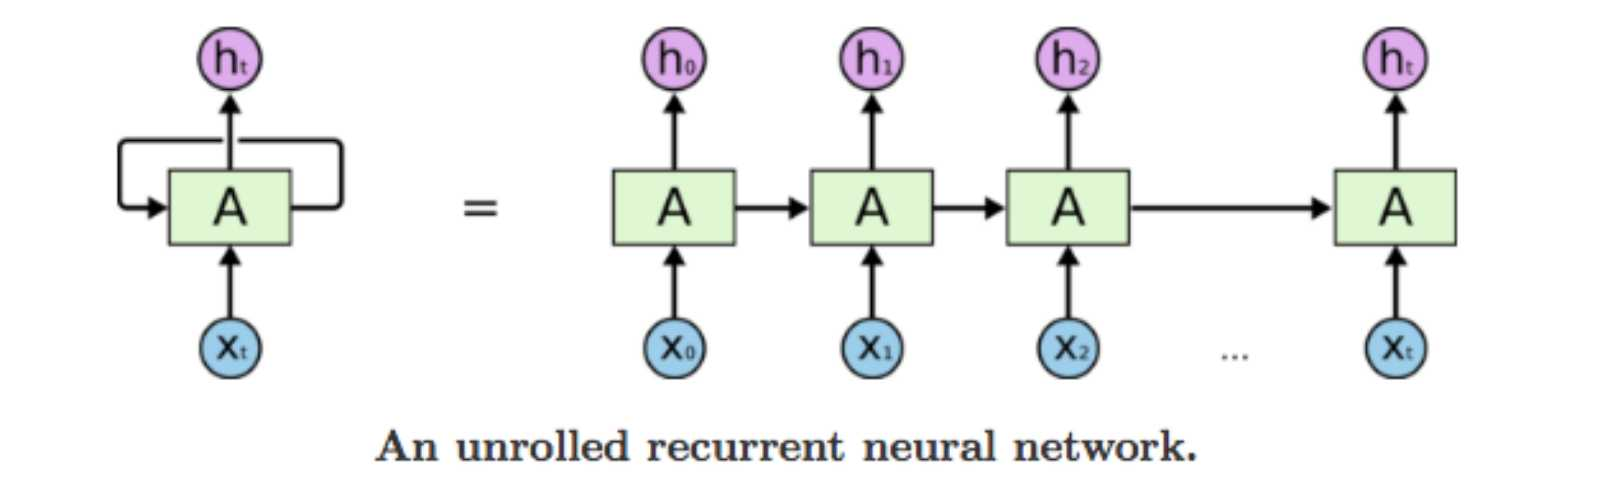 hₜ h₀ h₁ h₂ hₜ
A = A A A A
xₜ x₀ x₁ x₂ ... xₜ
An unrolled recurrent neural network.